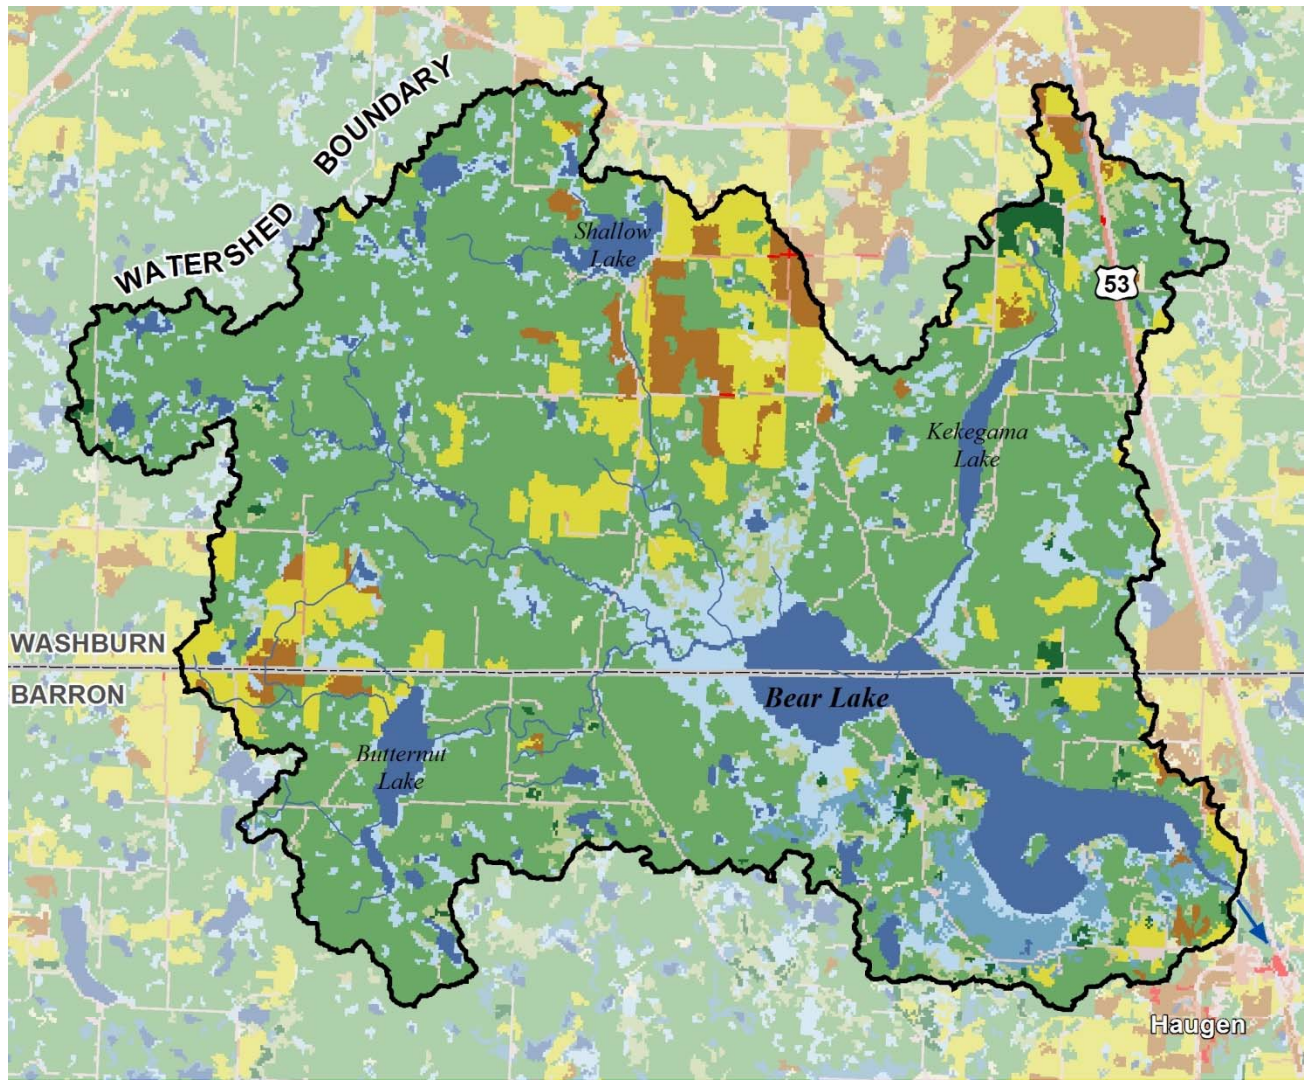 WATERSHED
BOUNDARY
Shallow
Lake
53
Kekegama
Lake
WASHBURN
BARRON
Bear Lake
Butternut
Lake
Haugen